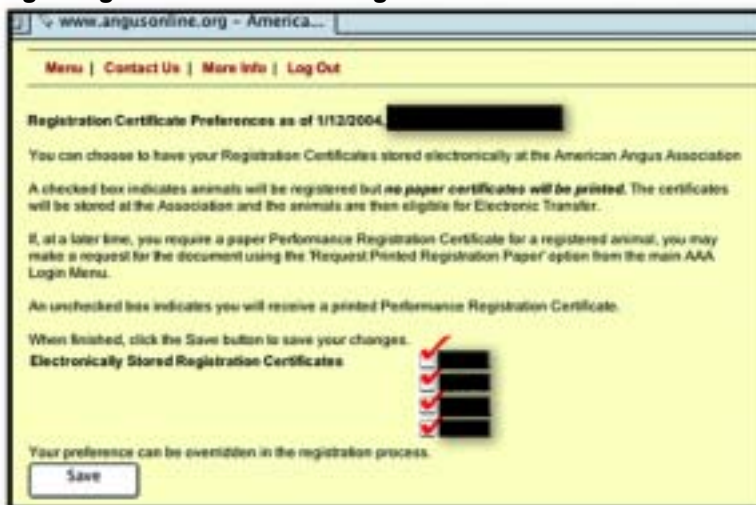 www.angusonline.org – America...
Menu | Contact Us | More Info | Log Out
Registration Certificate Preferences as of 1/12/2004,
You can choose to have your Registration Certificates stored electronically at the American Angus Association
A checked box indicates animals will be registered but no paper certificates will be printed. The certificates
will be stored at the Association and the animals are then eligible for Electronic Transfer.
If, at a later time, you require a paper Performance Registration Certificate for a registered animal, you may
make a request for the document using the 'Request Printed Registration Paper' option from the main AAA
Login Menu.
An unchecked box indicates you will receive a printed Performance Registration Certificate.
When finished, click the Save button to save your changes.
Electronically Stored Registration Certificates
Your preference can be overridden in the registration process.
Save